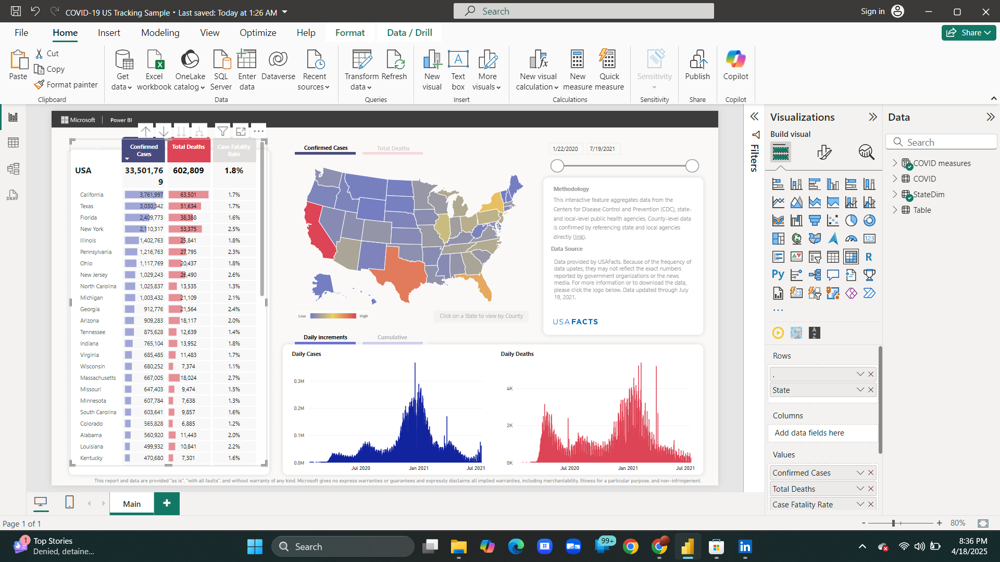 COVID-19 US Tracking Sample • Last saved: Today at 1:26 AM
Search
Sign in
File Home Insert Modeling View Optimize Help Format Data / Drill
Share
Paste
Cut
Copy
Format painter
Clipboard
Get data
Excel workbook
OneLake catalog
SQL Server
Enter data
Dataverse
Recent sources
Data
Transform data
Refresh
Queries
New visual
Text box
More visuals
Insert
New visual calculation
New measure
Quick measure
Calculations
Sensitivity
Sensitivity
Publish
Share
Copilot
Copilot
Microsoft Power BI
Confirmed Cases Total Deaths Case Fatality Rate
USA 33,501,769 602,809 1.8%
California 3,761,997 63,501 1.7%
Texas 3,030,342 51,634 1.7%
Florida 2,409,773 38,388 1.6%
New York 2,110,317 53,375 2.5%
Illinois 1,402,763 25,841 1.8%
Pennsylvania 1,216,763 27,795 2.3%
Ohio 1,117,769 20,437 1.8%
New Jersey 1,029,243 26,490 2.6%
North Carolina 1,025,837 13,535 1.3%
Michigan 1,003,432 21,109 2.1%
Georgia 912,776 21,564 2.4%
Arizona 909,283 18,117 2.0%
Tennessee 875,628 12,639 1.4%
Indiana 765,104 13,952 1.8%
Virginia 685,485 11,483 1.7%
Wisconsin 680,252 7,374 1.1%
Massachusetts 667,005 18,024 2.7%
Missouri 647,403 9,474 1.5%
Minnesota 607,784 7,638 1.3%
South Carolina 603,641 9,857 1.6%
Colorado 565,828 6,885 1.2%
Alabama 560,920 11,443 2.0%
Louisiana 499,932 10,841 2.2%
Kentucky 470,680 7,301 1.6%
Confirmed Cases Total Deaths
Low High
Click on a State to view by County
1/22/2020 7/19/2021
Methodology
This interactive feature aggregates data from the
Centers for Disease Control and Prevention (CDC), state-
and local-level public health agencies. County-level data
is confirmed by referencing state and local agencies
directly (link).
Data Source
Data provided by USAFacts. Because of the frequency of
data upates, they may not reflect the exact numbers
reported by government organizations or the news
media. For more information or to download the data,
please click the logo below. Data updated through July
19, 2021.
USAFACTS
Daily increments Cumulative
Daily Cases
0.3M
0.2M
0.1M
0.0M
Jul 2020 Jan 2021 Jul 2021
Daily Deaths
4K
2K
0K
Jul 2020 Jan 2021 Jul 2021
This report and data are provided "as is", "with all faults", and without warranty of any kind. Microsoft gives no express warranties or guarantees and expressly disclaims all implied warranties, including merchantability, fitness for a particular purpose, and non-infringement.
Filters
Visualizations
Build visual
123
R
Py
123
A
Z
Rows
.
State
Columns
Add data fields here
Values
Confirmed Cases
Total Deaths
Case Fatality Rate
Data
Search
COVID measures
COVID
StateDim
Table
DAX
Main
Page 1 of 1
- + 80%
1
Top Stories
Denied, detaine...
Search
99+
in
8:36 PM
4/18/2025